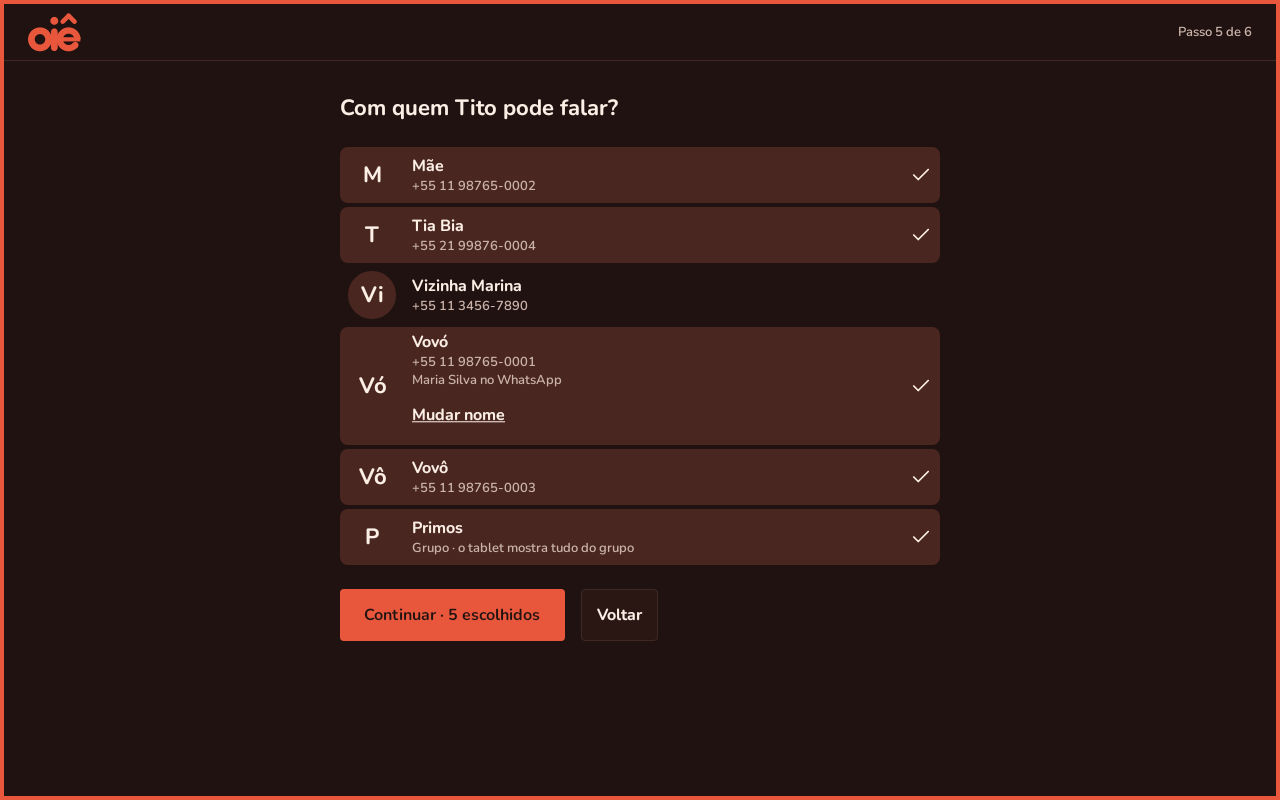 oiê
Passo 5 de 6
Com quem Tito pode falar?
M
Mãe
+55 11 98765-0002
T
Tia Bia
+55 21 99876-0004
Vi
Vizinha Marina
+55 11 3456-7890
Vó
Vovó
+55 11 98765-0001
Maria Silva no WhatsApp
Mudar nome
Vô
Vovô
+55 11 98765-0003
P
Primos
Grupo · o tablet mostra tudo do grupo
Continuar · 5 escolhidos
Voltar